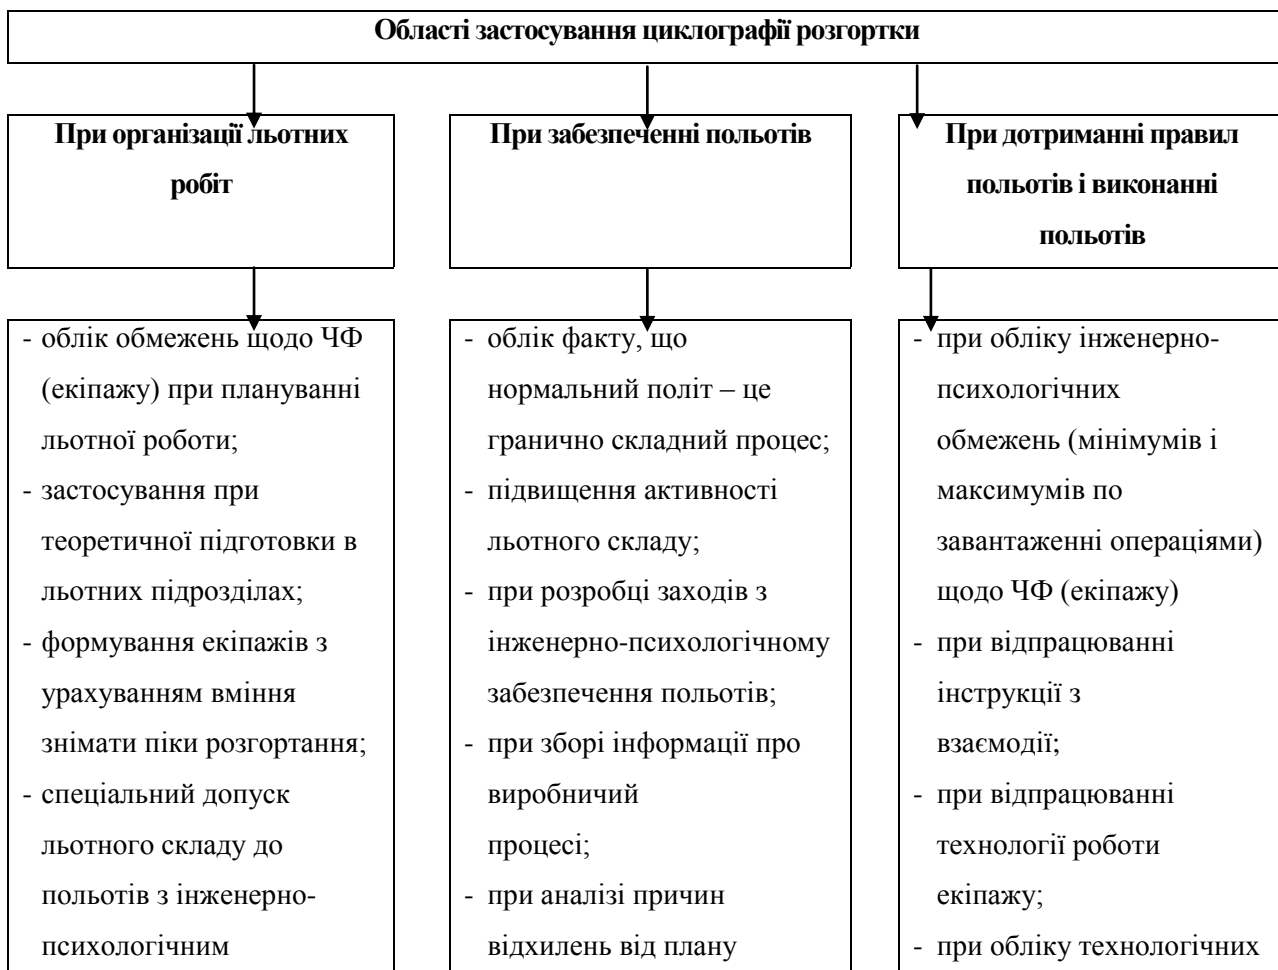 Області застосування циклографії розгортки
При організації льотних
робіт
При забезпеченні польотів
При дотриманні правил
польотів і виконанні
польотів
- облік обмежень щодо ЧФ
(екіпажу) при плануванні
льотної роботи;
- застосування при
теоретичної підготовки в
льотних підрозділах;
- формування екіпажів з
урахуванням вміння
знімати піки розгортання;
- спеціальний допуск
льотного складу до
польотів з інженерно-
психологічним
- облік факту, що
нормальний політ – це
гранично складний процес;
- підвищення активності
льотного складу;
- при розробці заходів з
інженерно-психологічному
забезпечення польотів;
- при зборі інформації про
виробничий
процесі;
- при аналізі причин
відхилень від плану
- при обліку інженерно-
психологічних
обмежень (мінімумів і
максимумів по
завантаженні операціями)
щодо ЧФ (екіпажу)
- при відпрацюванні
інструкції з
взаємодії;
- при відпрацюванні
технології роботи
екіпажу;
- при обліку технологічних